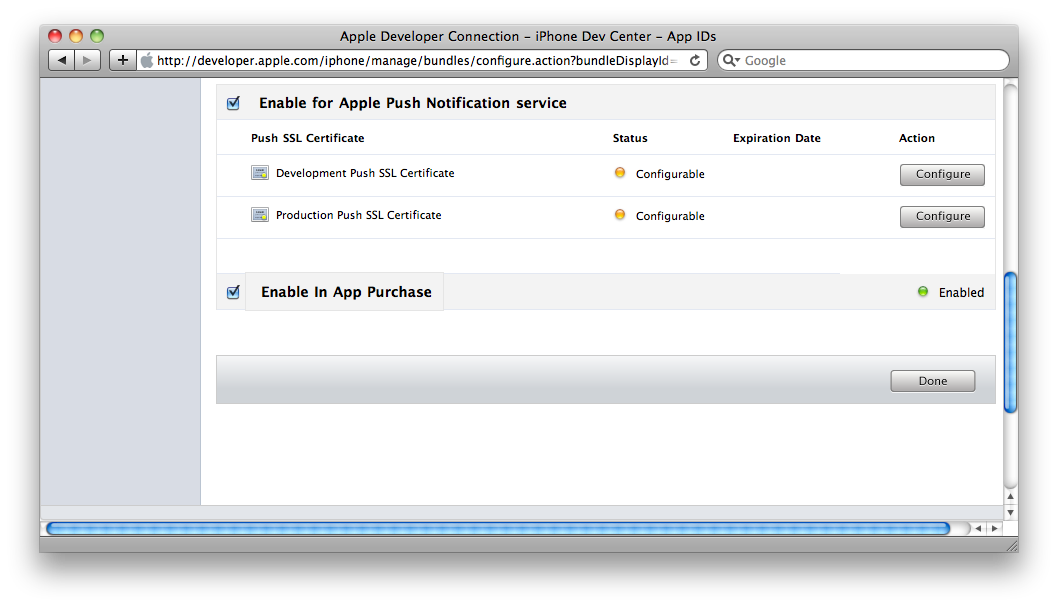 Apple Developer Connection – iPhone Dev Center – App IDs
http://developer.apple.com/iphone/manage/bundles/configure.action?bundleDisplayId=
Google
Enable for Apple Push Notification service
Push SSL Certificate Status Expiration Date Action
Development Push SSL Certificate Configurable Configure
Production Push SSL Certificate Configurable Configure
Enable In App Purchase Enabled
Done